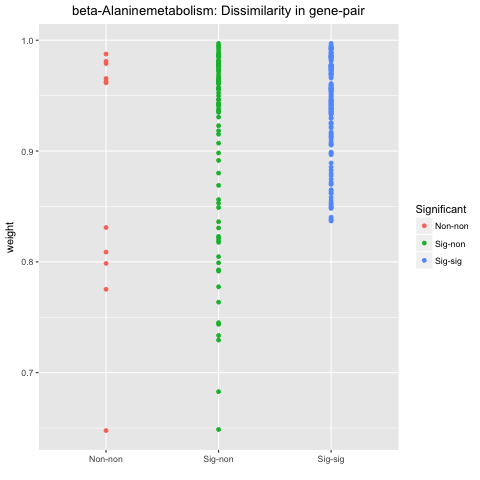 beta-Alaninemetabolism: Dissimilarity in gene-pair
1.0
0.9
0.8
0.7
weight
Non-non
Sig-non
Sig-sig
Significant
Non-non
Sig-non
Sig-sig